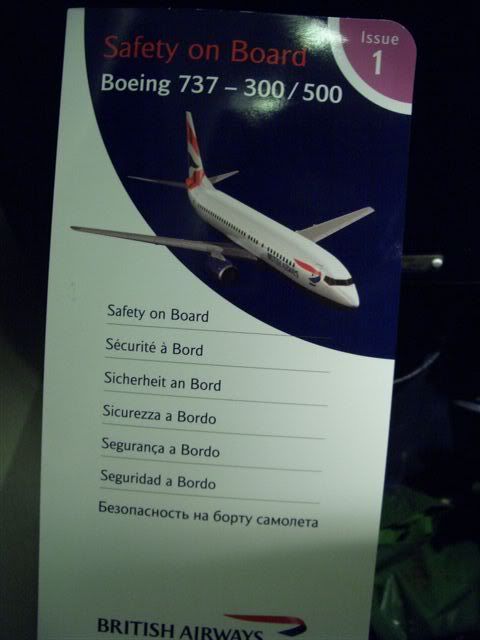 Safety on Board
Issue
1
Boeing 737 – 300/500
Safety on Board
Sécurité à Bord
Sicherheit an Bord
Sicurezza a Bordo
Segurança a Bordo
Seguridad a Bordo
Безопасность на борту самолета
BRITISH AIRWAYS